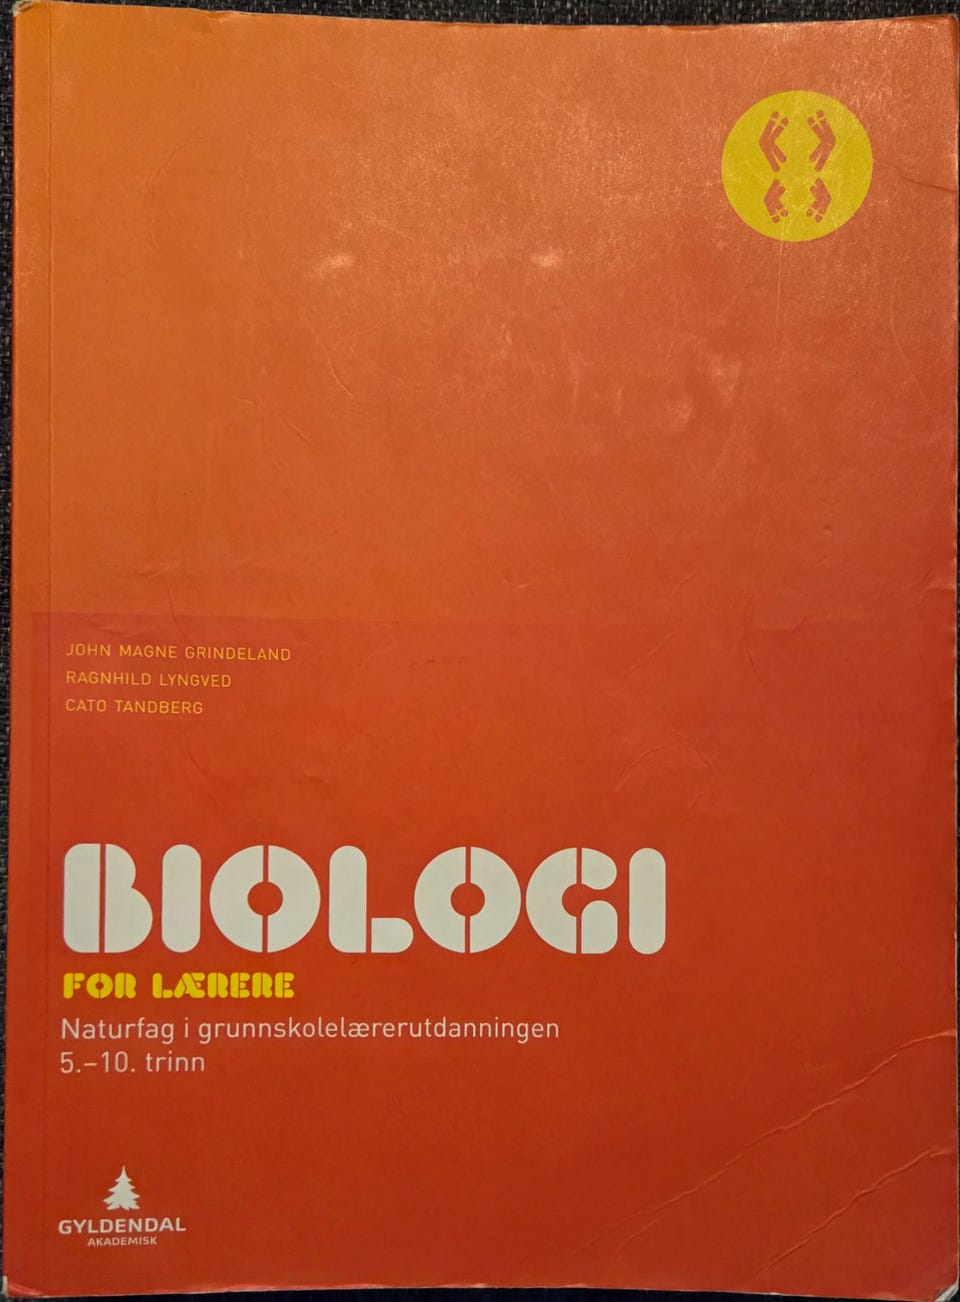 JOHN MAGNE GRINDELAND
RAGNHILD LYNGVED
CATO TANDBERG
BIOLOGI
FOR LÆRERE
Naturfag i grunnskolelærerutdanningen
5.–10. trinn
GYLDENDAL
AKADEMISK